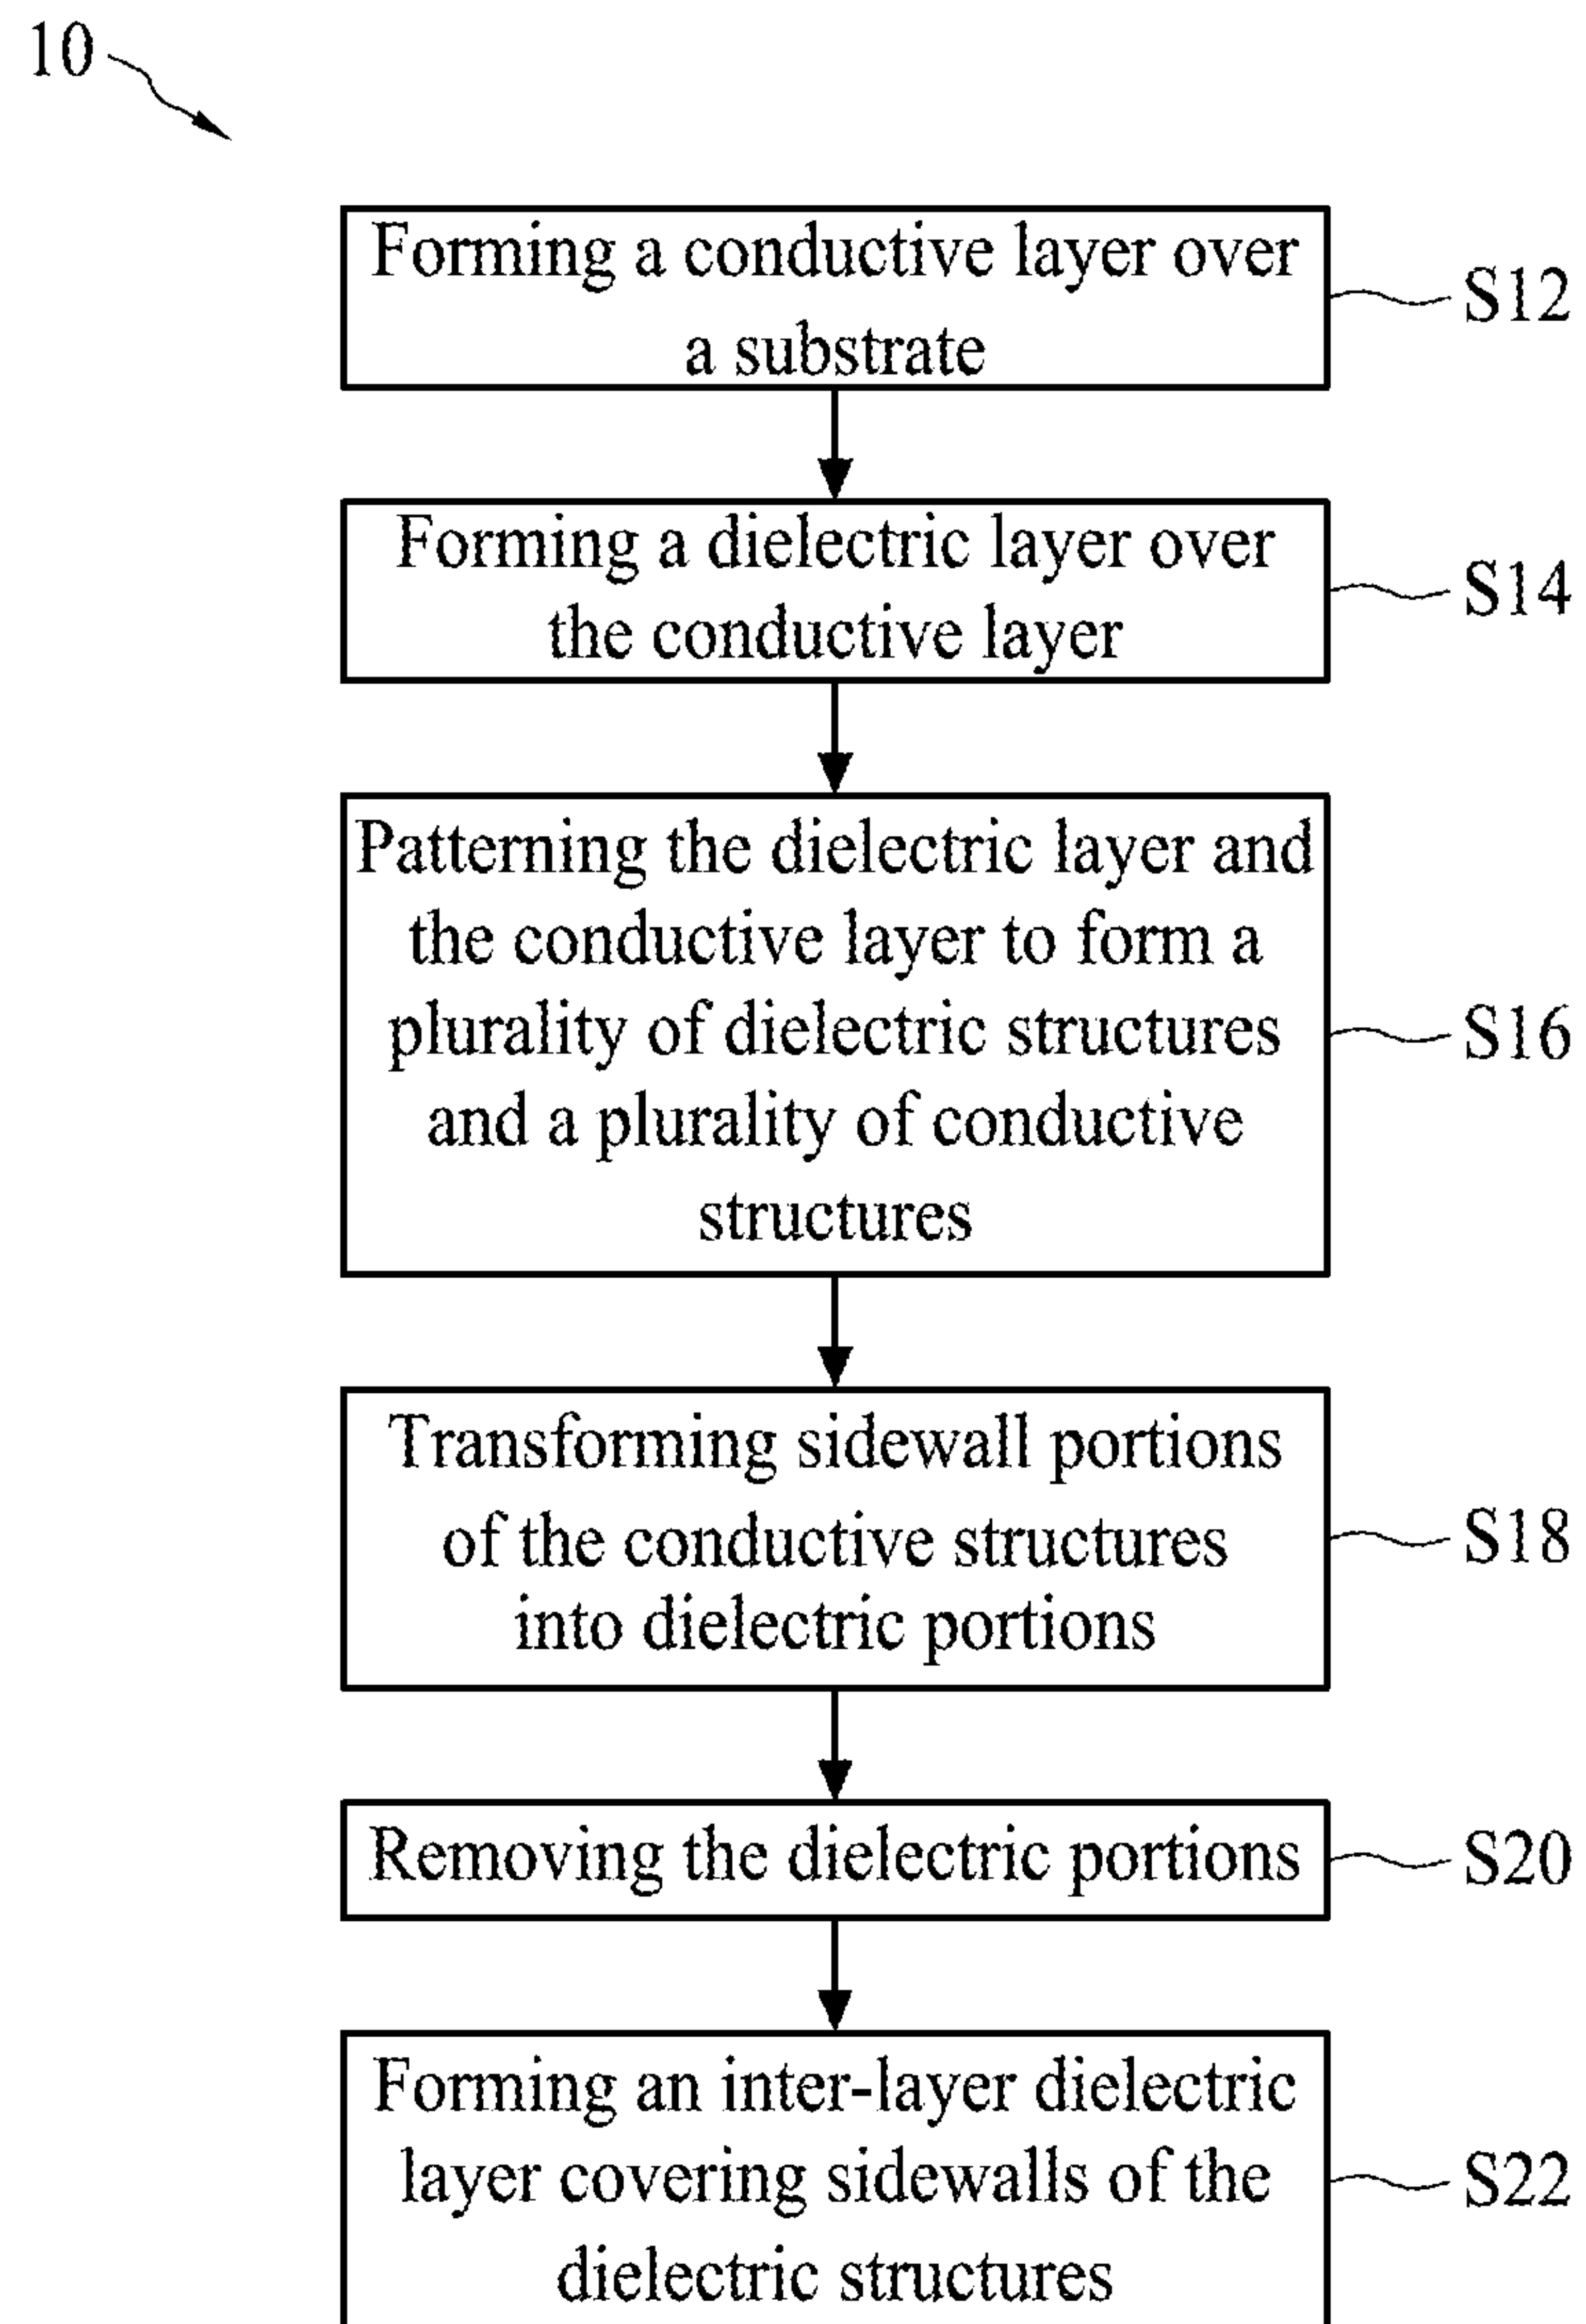 10
Forming a conductive layer over
a substrate
S12
Forming a dielectric layer over
the conductive layer
S14
Patterning the dielectric layer and
the conductive layer to form a
plurality of dielectric structures
and a plurality of conductive
structures
S16
Transforming sidewall portions
of the conductive structures
into dielectric portions
S18
Removing the dielectric portions
S20
Forming an inter-layer dielectric
layer covering sidewalls of the
dielectric structures
S22